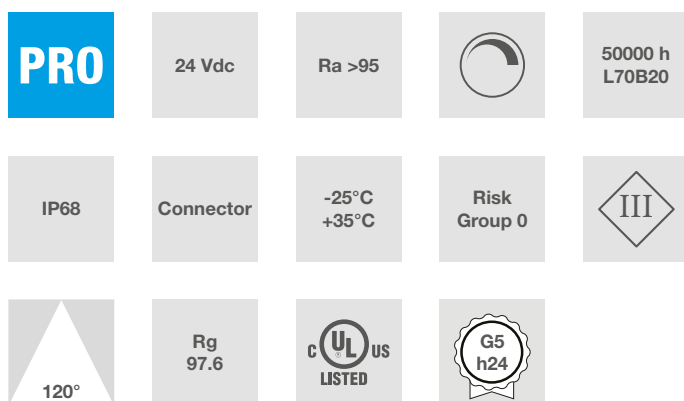 PRO
24 Vdc
Ra >95
50000 h
L70B20
IP68
Connector
-25°C
+35°C
Risk
Group 0
III
120°
Rg
97.6
C UL US
®
LISTED
G5
h24